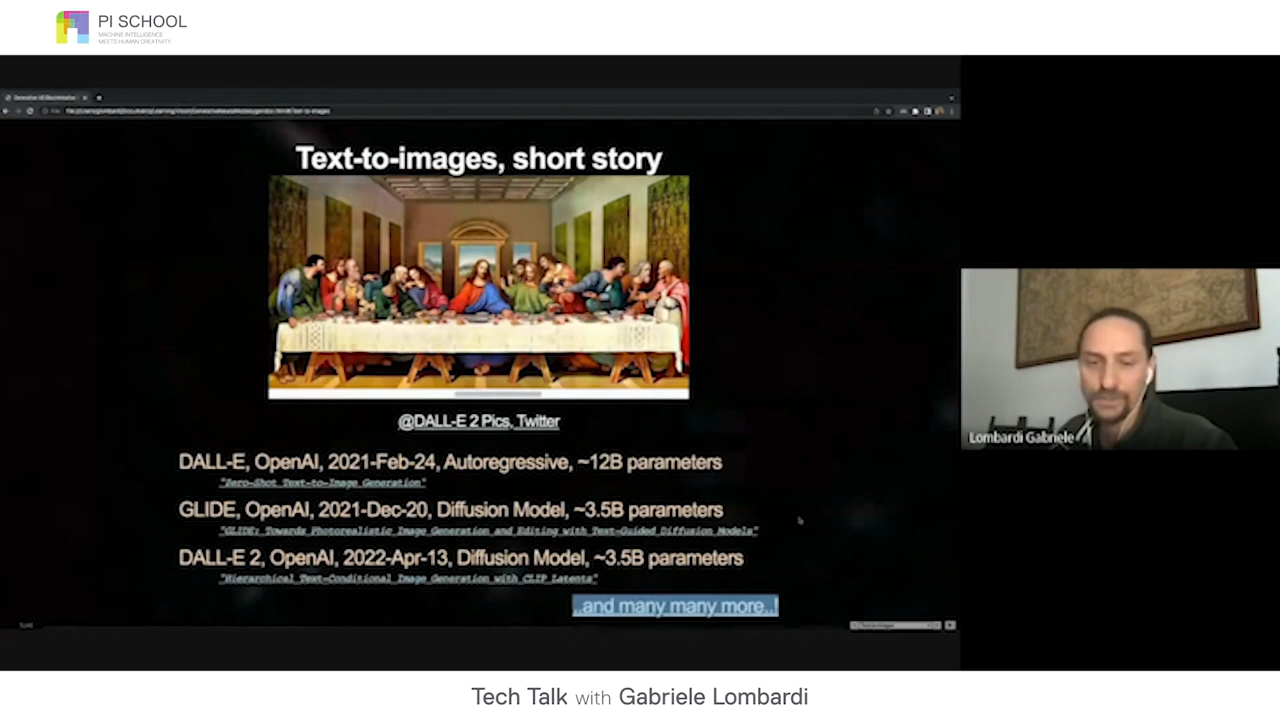 PI SCHOOL
MACHINE INTELLIGENCE
MEETS HUMAN CREATIVITY
Text-to-images, short story
@DALL-E 2 Pics, Twitter
DALL-E, OpenAI, 2021-Feb-24, Autoregressive, ~12B parameters
"Zero-Shot Text-to-Image Generation"
GLIDE, OpenAI, 2021-Dec-20, Diffusion Model, ~3.5B parameters
"GLIDE: Towards Photorealistic Image Generation and Editing with Text-Guided Diffusion Models"
DALL-E 2, OpenAI, 2022-Apr-13, Diffusion Model, ~3.5B parameters
"Hierarchical Text-Conditional Image Generation with CLIP Latents"
..and many many more..!
Lombardi Gabriele
Tech Talk with Gabriele Lombardi